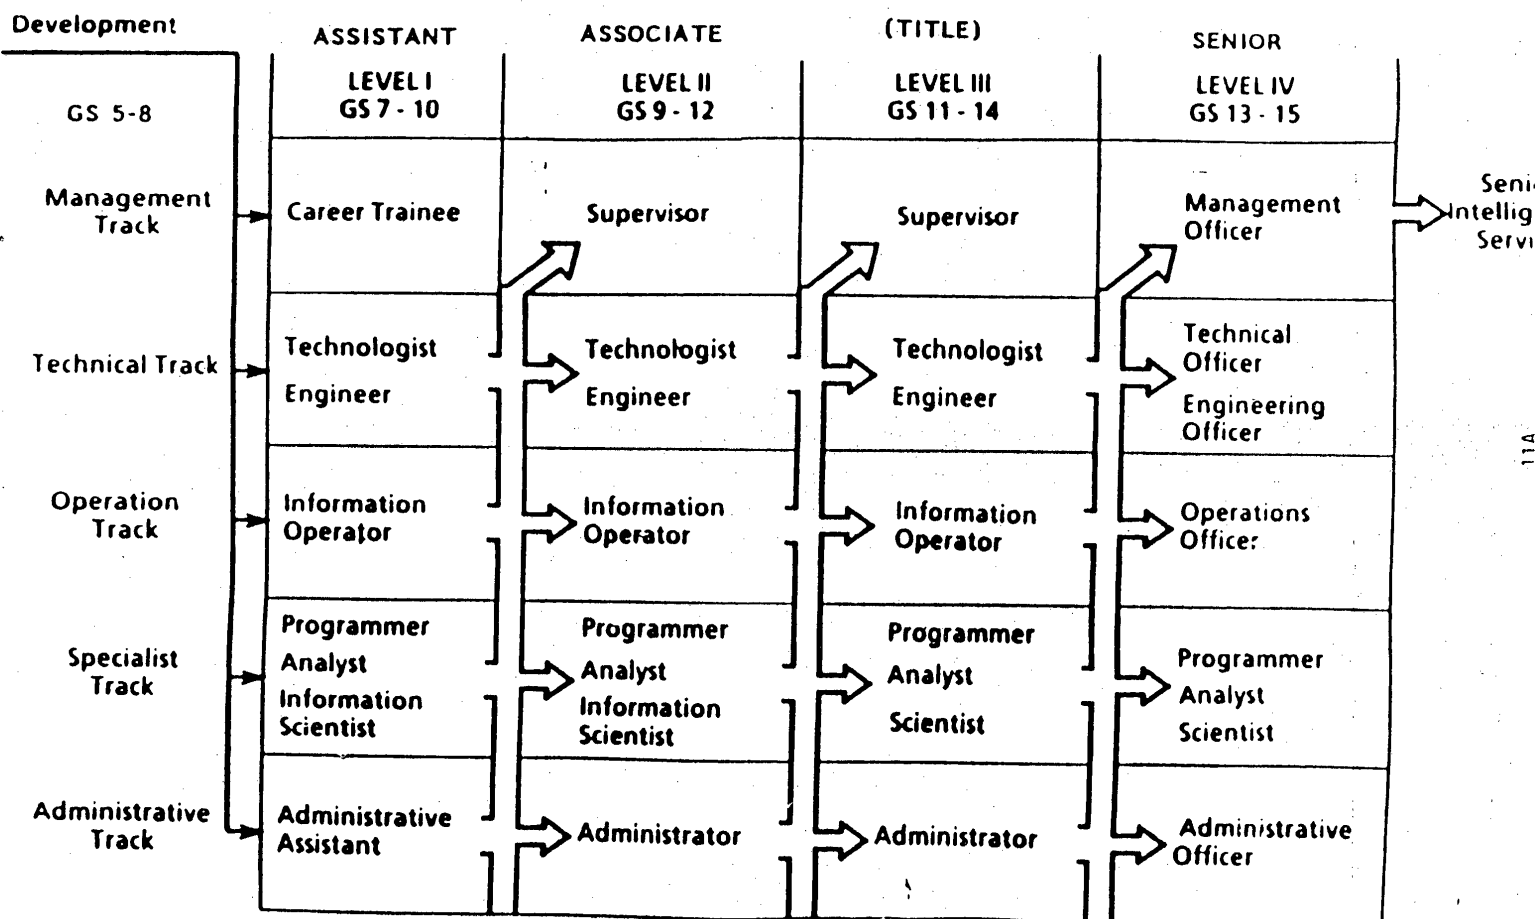 Development
ASSISTANT
ASSOCIATE
(TITLE)
SENIOR
LEVEL I
LEVEL II
LEVEL III
LEVEL IV
GS 5-8
GS 7 - 10
GS 9 - 12
GS 11 - 14
GS 13 - 15
Management
Track
Career Trainee
Supervisor
Supervisor
Management
Officer
Seni
Intellig
Servi
Technical Track
Technologist
Engineer
Technologist
Engineer
Technologist
Engineer
Technical
Officer
Engineering
Officer
11A
Operation
Track
Information
Operator
Information
Operator
Information
Operator
Operations
Officer
Specialist
Track
Programmer
Analyst
Information
Scientist
Programmer
Analyst
Information
Scientist
Programmer
Analyst
Scientist
Programmer
Analyst
Scientist
Administrative
Track
Administrative
Assistant
Administrator
Administrator
Administrative
Officer